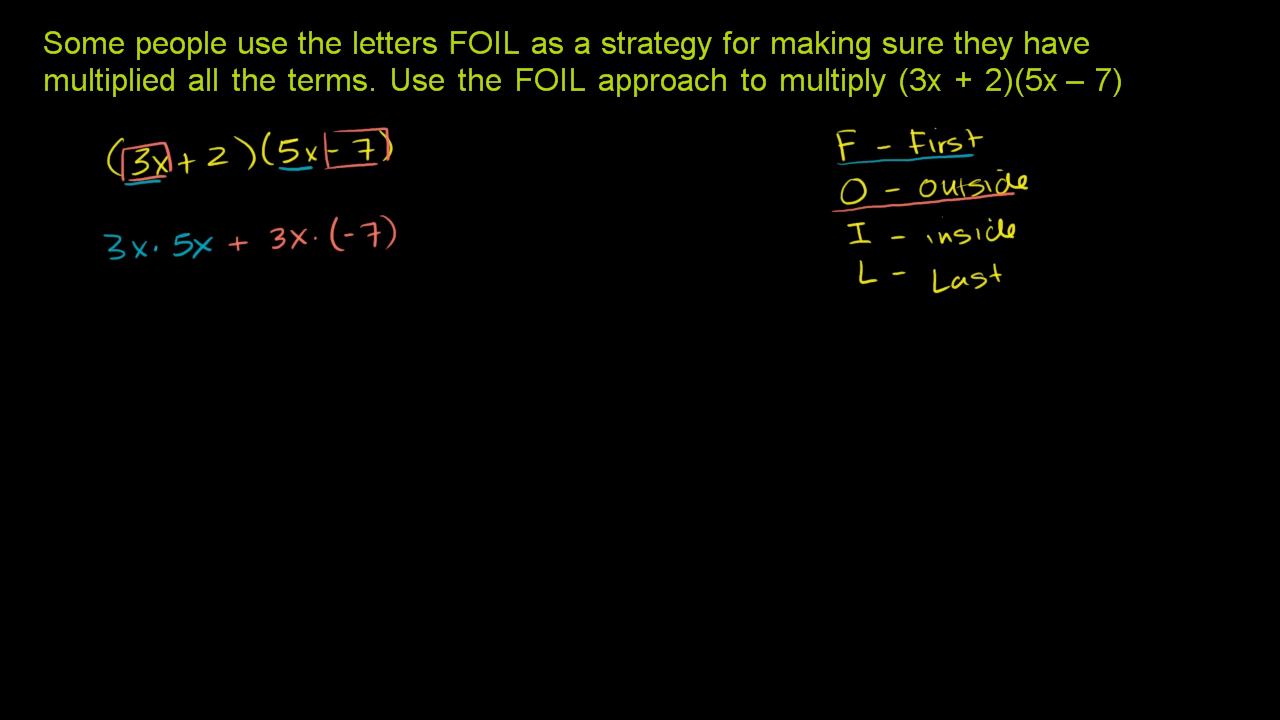 Some people use the letters FOIL as a strategy for making sure they have
multiplied all the terms. Use the FOIL approach to multiply (3x + 2)(5x – 7)
(3x + 2)(5x - 7)
F - First
O - outside
3x · 5x + 3x · (-7)
I - inside
L - Last